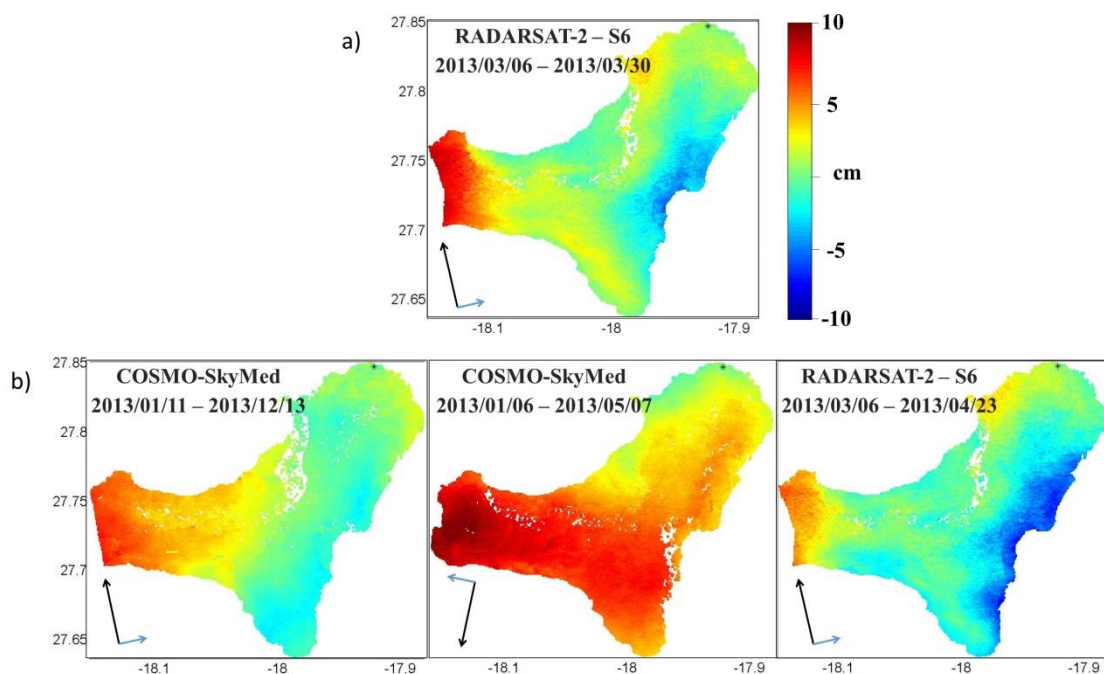 a)
RADARSAT-2 – S6
2013/03/06 – 2013/03/30
27.85
27.8
27.75
27.7
27.65
-18.1
-18
-17.9
10
5
cm
-5
-10
b)
COSMO-SkyMed
2013/01/11 – 2013/12/13
27.85
27.8
27.75
27.7
27.65
-18.1
-18
-17.9
COSMO-SkyMed
2013/01/06 – 2013/05/07
-18.1
-18
-17.9
RADARSAT-2 – S6
2013/03/06 – 2013/04/23
-18.1
-18
-17.9